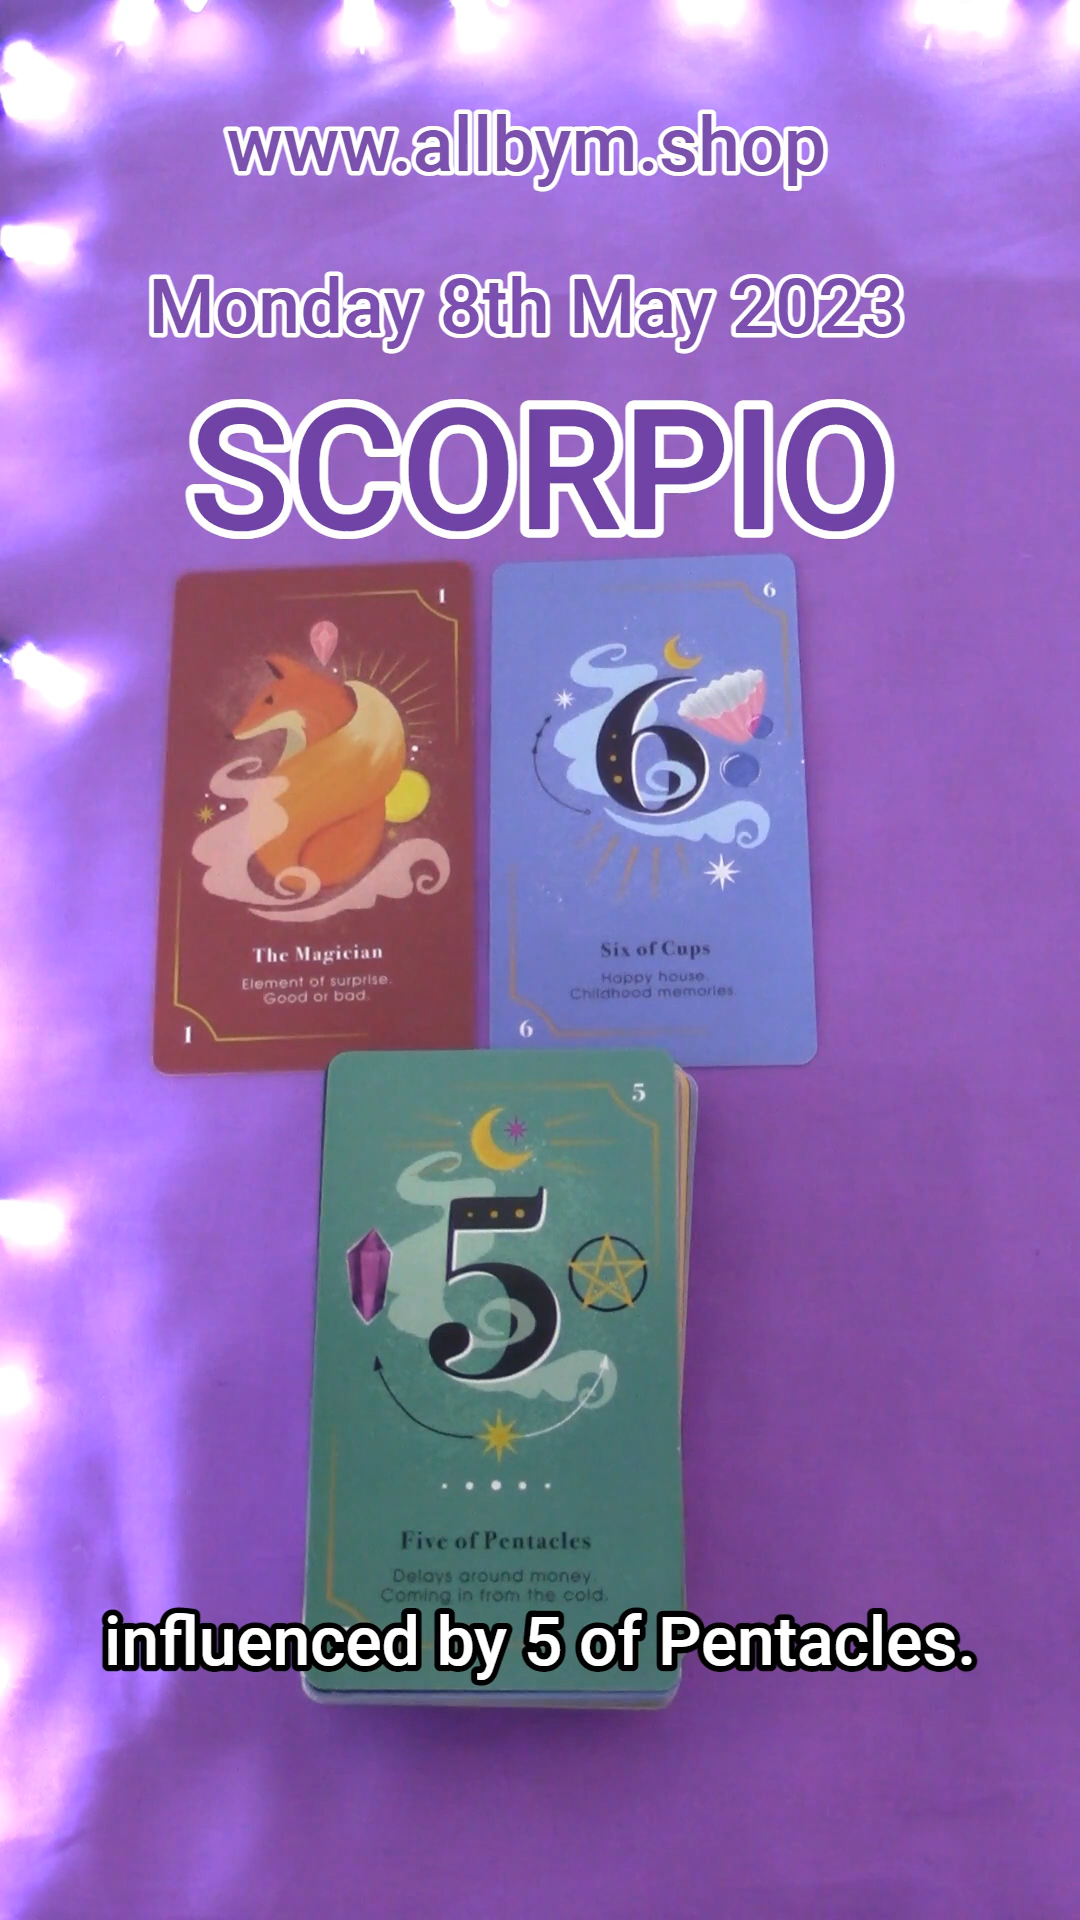 www.allbym.shop
Monday 8th May 2023
SCORPIO
1
The Magician
Element of surprise.
Good or bad.
1
6
Six of Cups
Happy house.
Childhood memories.
6
5
Five of Pentacles
Delays around money.
Coming in from the cold.
influenced by 5 of Pentacles.